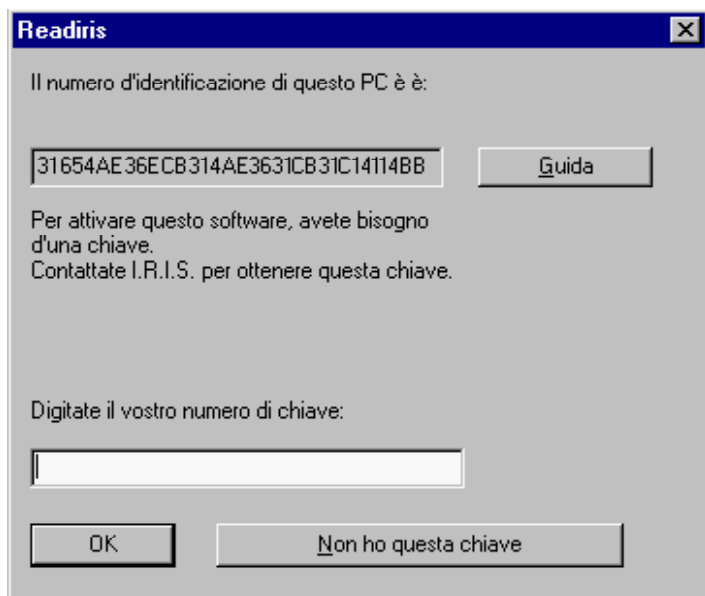 Readiris
Il numero d'identificazione di questo PC è è:
31654AE36ECB314AE3631CB31C14114BB
Guida
Per attivare questo software, avete bisogno
d'una chiave.
Contattate I.R.I.S. per ottenere questa chiave.
Digitate il vostro numero di chiave:
OK
Non ho questa chiave